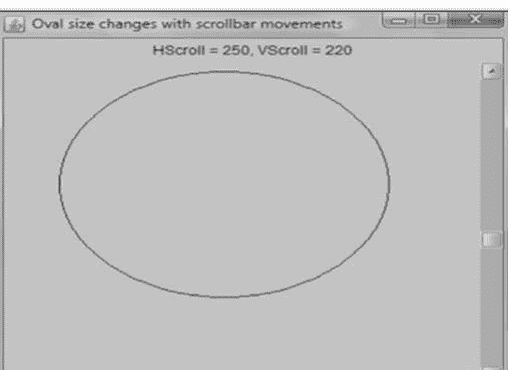 Oval size changes with scrollbar movements
HScroll = 250, VScroll = 220